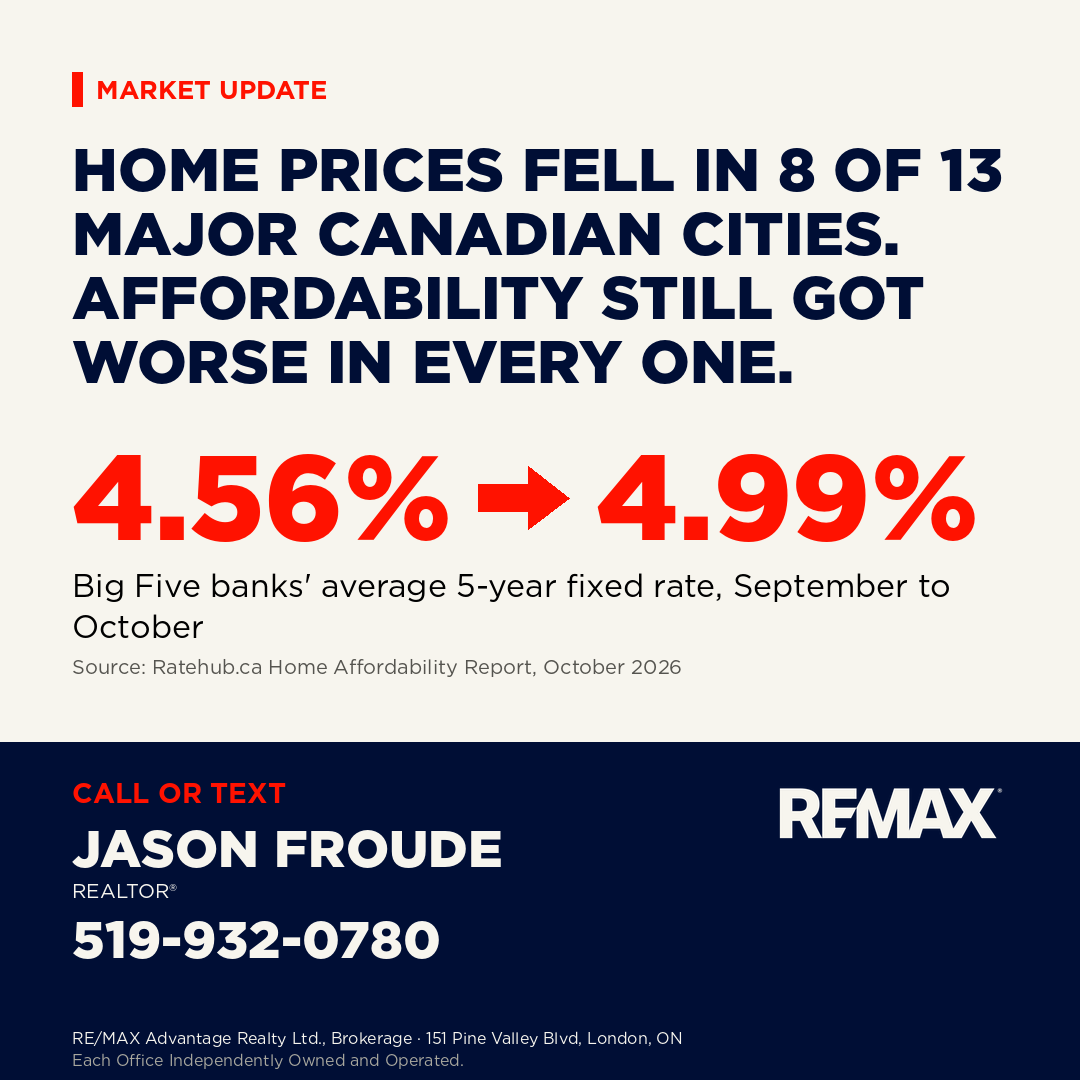 MARKET UPDATE
HOME PRICES FELL IN 8 OF 13
MAJOR CANADIAN CITIES.
AFFORDABILITY STILL GOT
WORSE IN EVERY ONE.
4.56% ➡ 4.99%
Big Five banks' average 5-year fixed rate, September to
October
Source: Ratehub.ca Home Affordability Report, October 2026
CALL OR TEXT
JASON FROUDE
REALTOR®
519-932-0780
REMAX®
RE/MAX Advantage Realty Ltd., Brokerage · 151 Pine Valley Blvd, London, ON
Each Office Independently Owned and Operated.